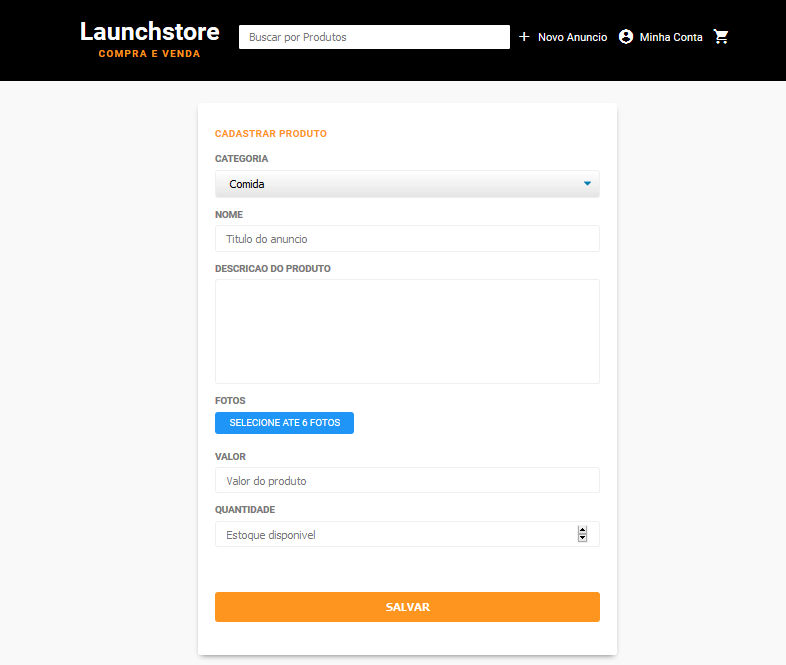 Launchstore
COMPRA E VENDA
Buscar por Produtos
Novo Anuncio
Minha Conta
CADASTRAR PRODUTO
CATEGORIA
Comida
NOME
Titulo do anuncio
DESCRICAO DO PRODUTO
FOTOS
SELECIONE ATE 6 FOTOS
VALOR
Valor do produto
QUANTIDADE
Estoque disponivel
SALVAR